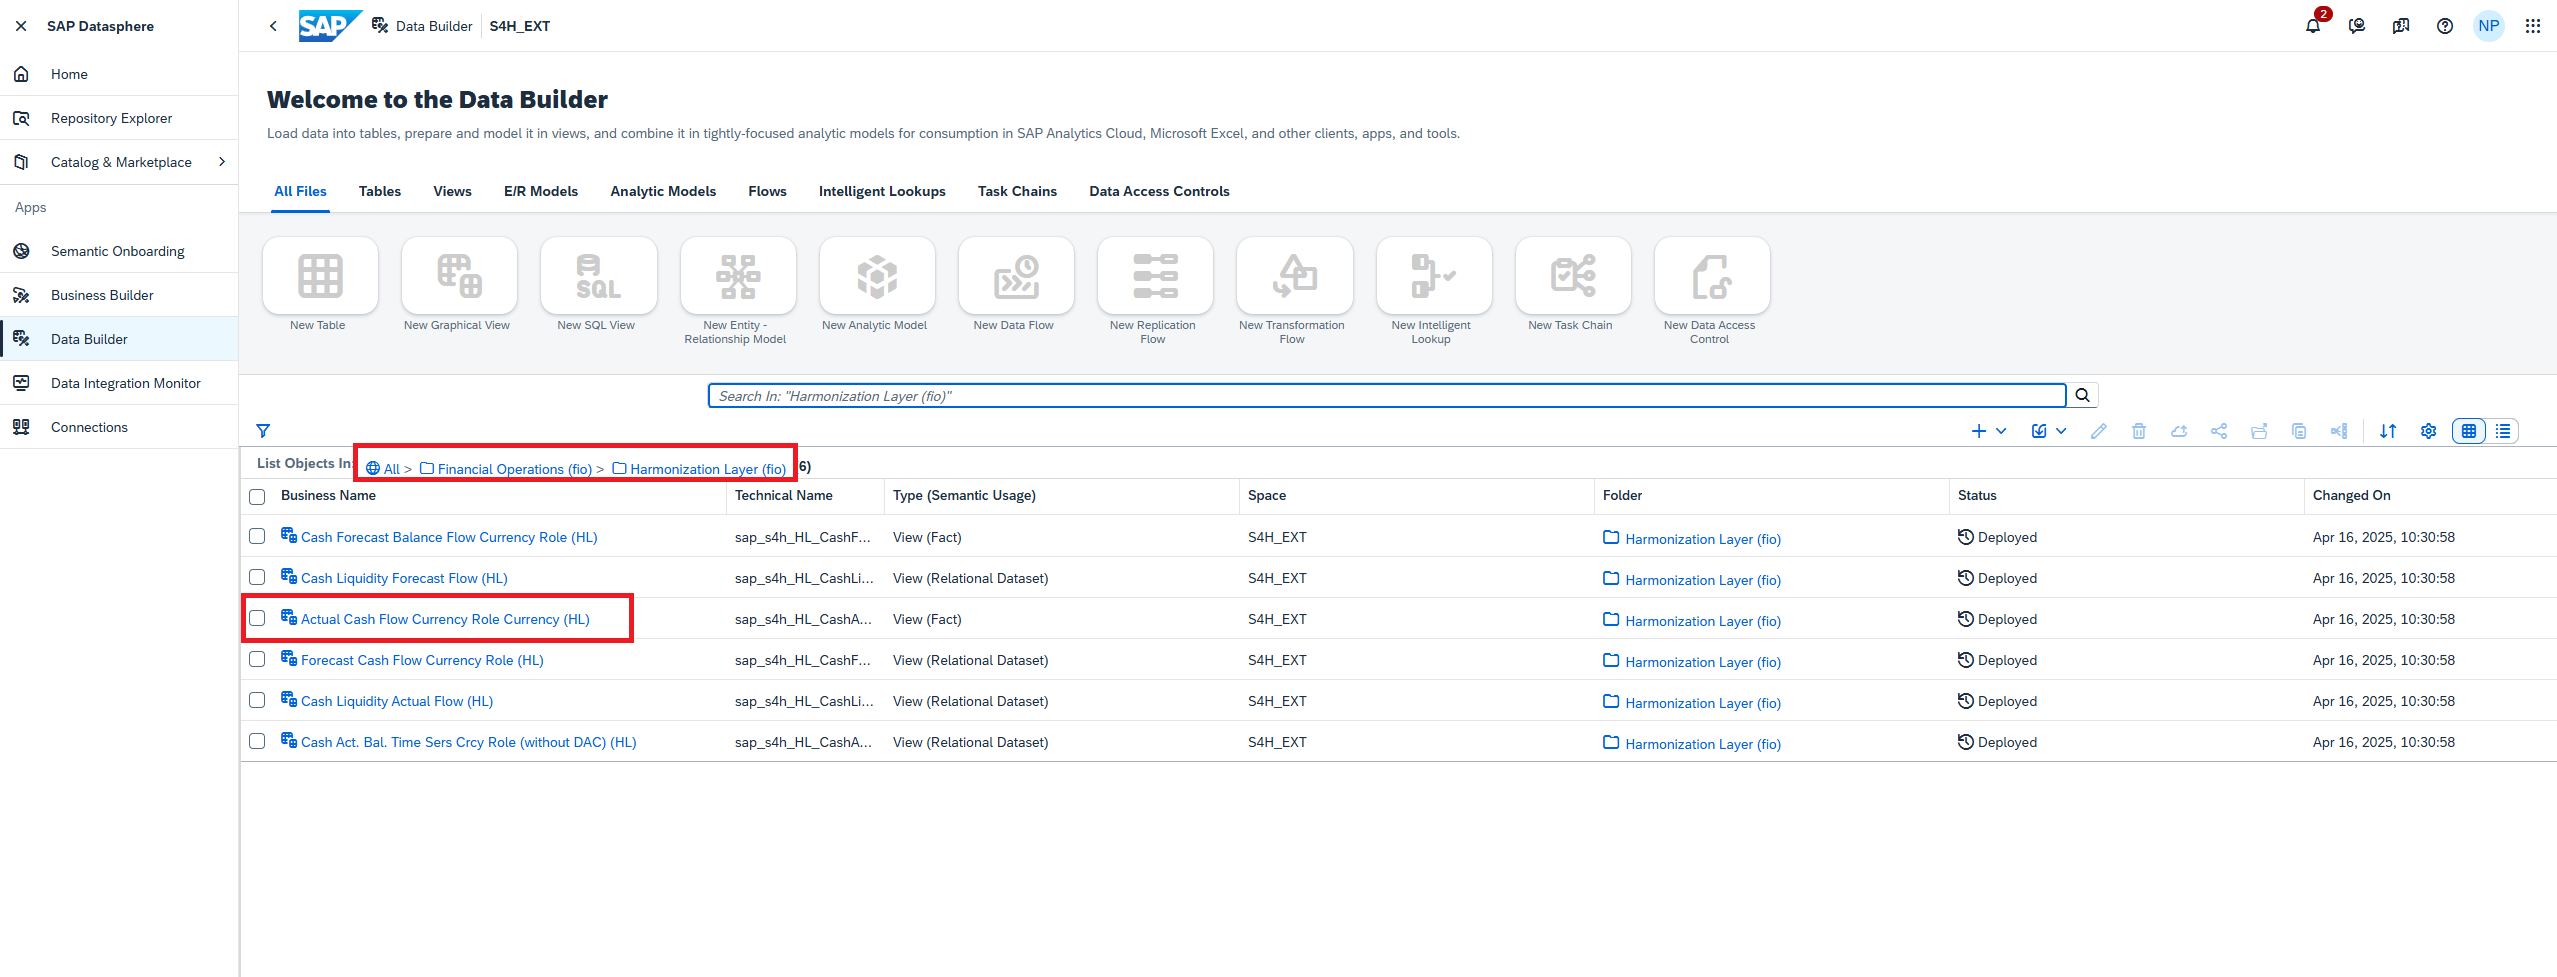 SAP Datasphere
SAP Data Builder S4H_EXT
2
NP
Home
Repository Explorer
Catalog & Marketplace
Apps
Semantic Onboarding
Business Builder
Data Builder
Data Integration Monitor
Connections
Welcome to the Data Builder
Load data into tables, prepare and model it in views, and combine it in tightly-focused analytic models for consumption in SAP Analytics Cloud, Microsoft Excel, and other clients, apps, and tools.
All Files Tables Views E/R Models Analytic Models Flows Intelligent Lookups Task Chains Data Access Controls
SQL
New Table
New Graphical View
New SQL View
New Entity -
Relationship Model
New Analytic Model
New Data Flow
New Replication
Flow
New Transformation
Flow
New Intelligent
Lookup
New Task Chain
New Data Access
Control
Search In: "Harmonization Layer (fio)"
List Objects In: All > Financial Operations (fio) > Harmonization Layer (fio) 6)
Business Name Technical Name Type (Semantic Usage) Space Folder Status Changed On
Cash Forecast Balance Flow Currency Role (HL) sap_s4h_HL_CashF... View (Fact) S4H_EXT Harmonization Layer (fio) Deployed Apr 16, 2025, 10:30:58
Cash Liquidity Forecast Flow (HL) sap_s4h_HL_CashLi... View (Relational Dataset) S4H_EXT Harmonization Layer (fio) Deployed Apr 16, 2025, 10:30:58
Actual Cash Flow Currency Role Currency (HL) sap_s4h_HL_CashA... View (Fact) S4H_EXT Harmonization Layer (fio) Deployed Apr 16, 2025, 10:30:58
Forecast Cash Flow Currency Role (HL) sap_s4h_HL_CashF... View (Relational Dataset) S4H_EXT Harmonization Layer (fio) Deployed Apr 16, 2025, 10:30:58
Cash Liquidity Actual Flow (HL) sap_s4h_HL_CashLi... View (Relational Dataset) S4H_EXT Harmonization Layer (fio) Deployed Apr 16, 2025, 10:30:58
Cash Act. Bal. Time Sers Crcy Role (without DAC) (HL) sap_s4h_HL_CashA... View (Relational Dataset) S4H_EXT Harmonization Layer (fio) Deployed Apr 16, 2025, 10:30:58